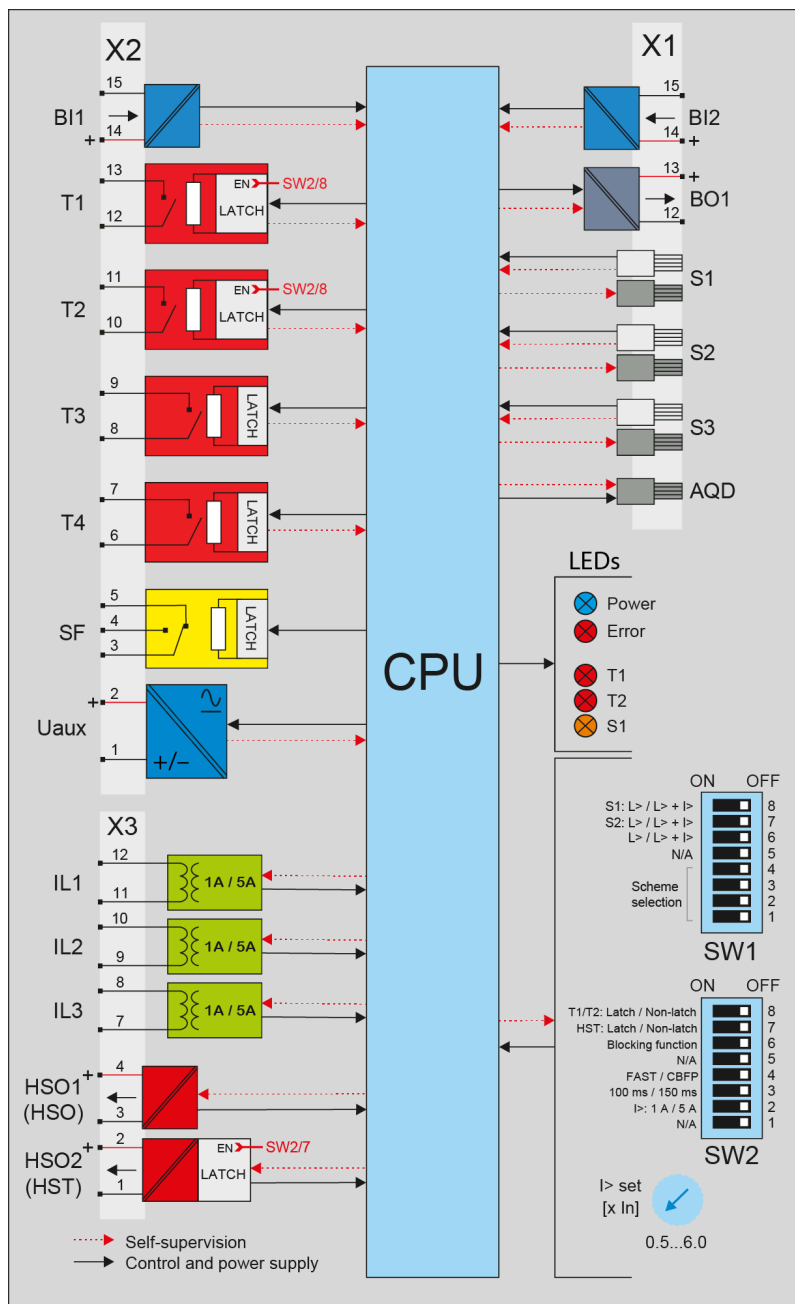 X2
15
BI1
14
+
13
T1
12
EN
SW2/8
LATCH
11
T2
10
EN
SW2/8
LATCH
9
T3
8
LATCH
7
T4
6
LATCH
5
SF
4
3
LATCH
+
2
Uaux
1
+/–
X3
12
IL1
11
1A / 5A
10
IL2
9
1A / 5A
8
IL3
7
1A / 5A
+
4
HSO1
(HSO)
3
+
2
HSO2
(HST)
1
EN
SW2/7
LATCH
Self-supervision
Control and power supply
CPU
X1
15
BI2
14
+
13
+
BO1
12
S1
S2
S3
AQD
LEDs
Power
Error
T1
T2
S1
ON OFF
S1: L> / L> + I> 8
S2: L> / L> + I> 7
L> / L> + I> 6
N/A 5
4
Scheme 3
selection 2
1
SW1
ON OFF
T1/T2: Latch / Non-latch 8
HST: Latch / Non-latch 7
Blocking function 6
N/A 5
FAST / CBFP 4
100 ms / 150 ms 3
I>: 1 A / 5 A 2
N/A 1
SW2
I> set
[x In]
0.5...6.0